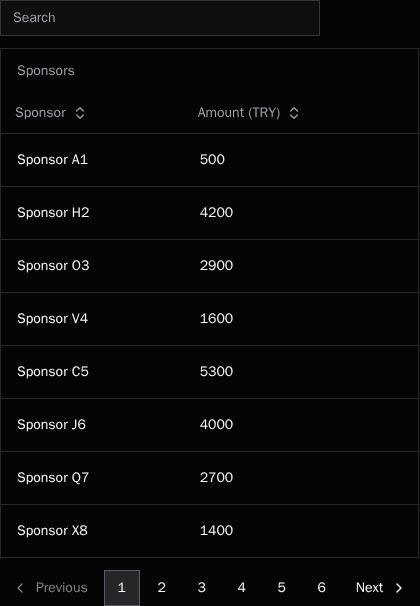 Search
Sponsors
Sponsor Amount (TRY)
Sponsor A1 500
Sponsor H2 4200
Sponsor O3 2900
Sponsor V4 1600
Sponsor C5 5300
Sponsor J6 4000
Sponsor Q7 2700
Sponsor X8 1400
Previous 1 2 3 4 5 6 Next